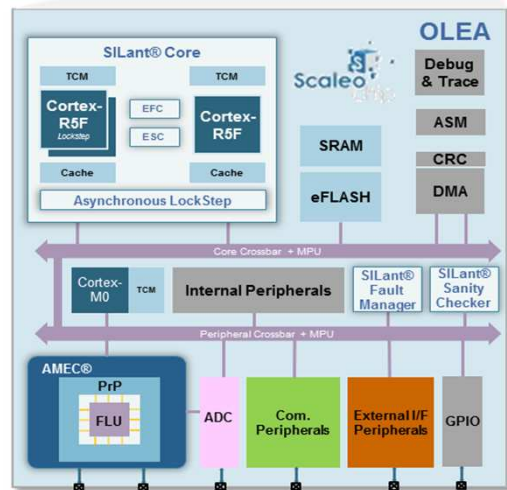 OLEA
SILant® Core
TCM
TCM
Cortex-
R5F
Lockstep
EFC
ESC
Cortex-
R5F
Cache
Cache
Asynchronous LockStep
Scaleo
chip
S
Debug
& Trace
ASM
SRAM
CRC
eFLASH
DMA
Core Crossbar + MPU
Cortex-
M0
TCM
Internal Peripherals
SILant®
Fault
Manager
SILant®
Sanity
Checker
Peripheral Crossbar + MPU
AMEC®
PrP
FLU
ADC
Com.
Peripherals
External I/F
Peripherals
GPIO